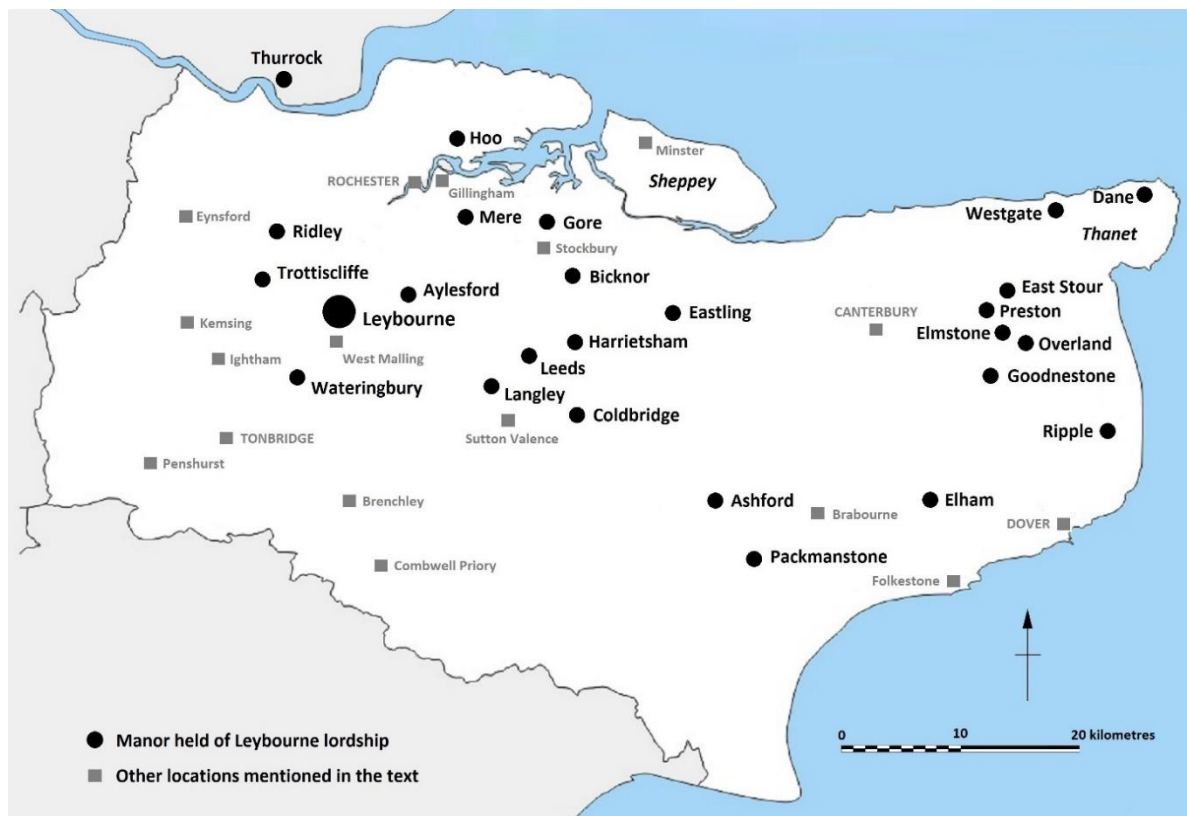 Thurrock
Hoo
Minster
Sheppey
ROCHESTER
Gillingham
Eynsford
Ridley
Mere
Gore
Stockbury
Westgate
Dane
Thanet
Trottiscliffe
Aylesford
Bicknor
East Stour
Leybourne
Eastling
CANTERBURY
Preston
Kemsing
Elmstone
Overland
Ightham
West Malling
Harrietsham
Leeds
Wateringbury
Langley
Goodnestone
Coldbridge
TONBRIDGE
Sutton Valence
Ripple
Penshurst
Brenchley
Ashford
Brabourne
Elham
DOVER
Combwell Priory
Packmanstone
Folkestone
Manor held of Leybourne lordship
Other locations mentioned in the text
0 10 20 kilometres